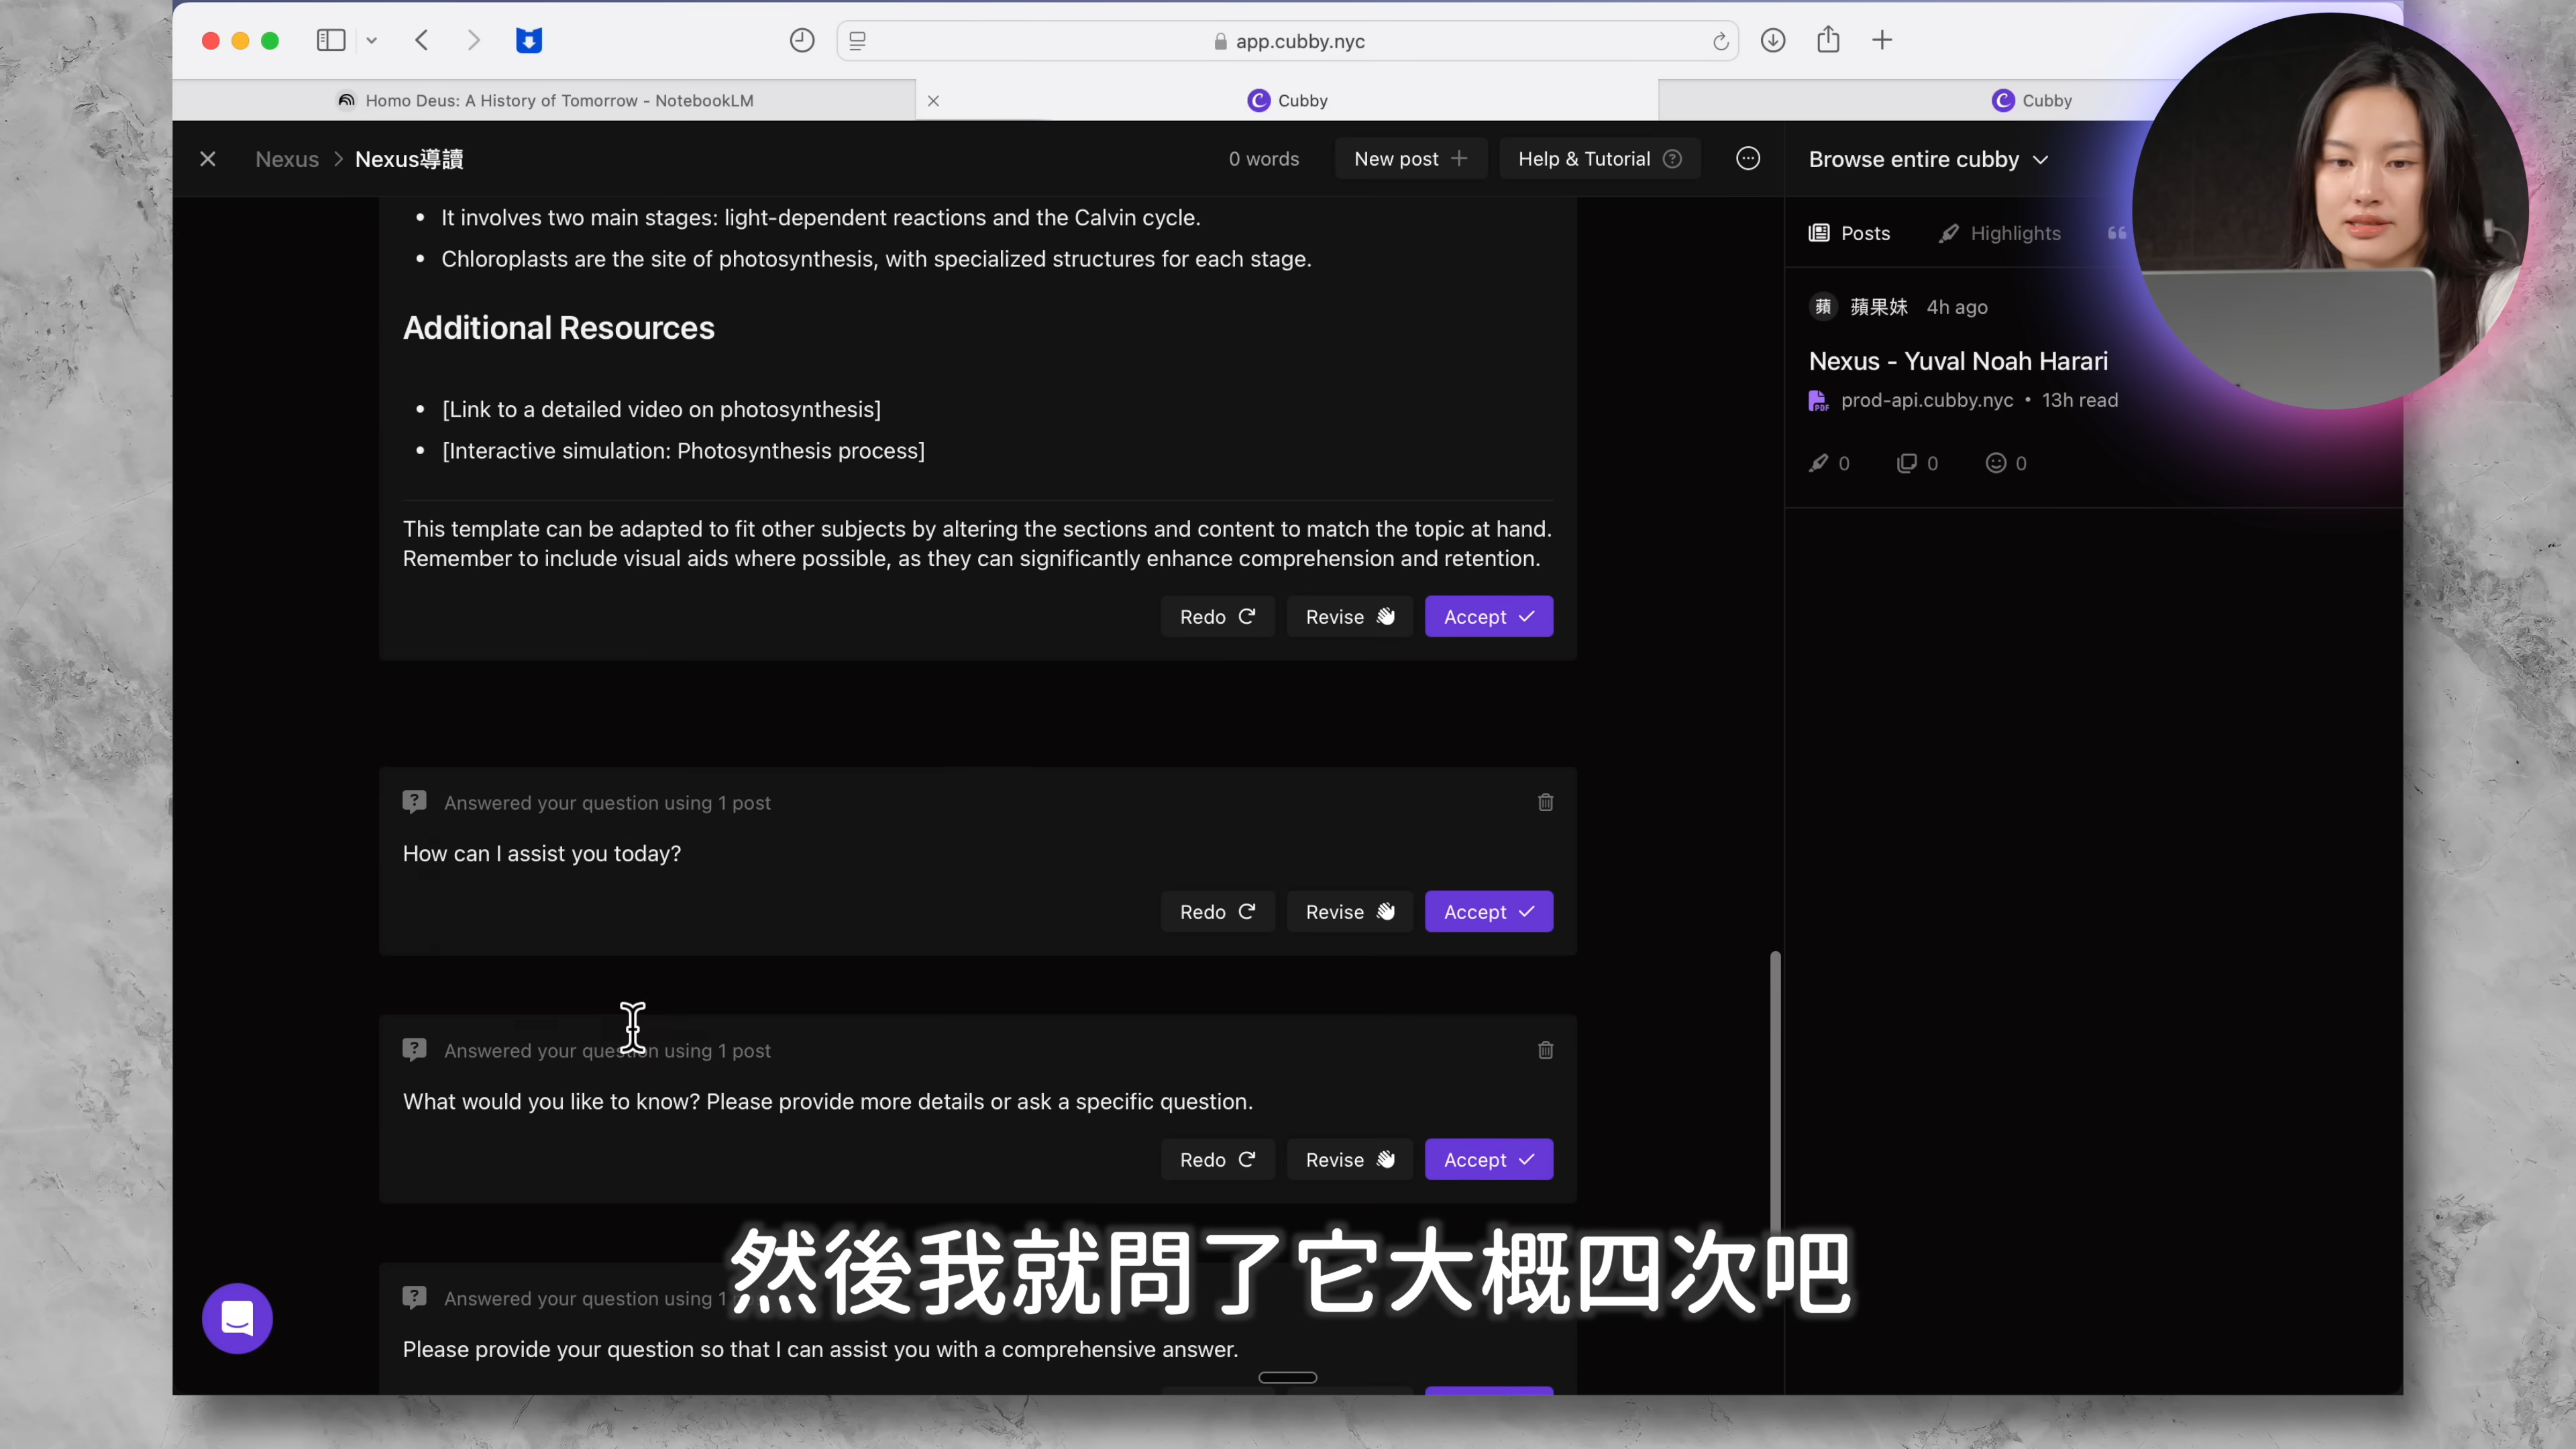 app.cubby.nyc
Homo Deus: A History of Tomorrow - NotebookLM
Cubby
Cubby
Nexus > Nexus導讀
0 words
New post
Help & Tutorial
Browse entire cubby
Posts
Highlights
蘋 蘋果妹 4h ago
Nexus - Yuval Noah Harari
PDF prod-api.cubby.nyc • 13h read
0 0 0
• It involves two main stages: light-dependent reactions and the Calvin cycle.
• Chloroplasts are the site of photosynthesis, with specialized structures for each stage.
Additional Resources
• [Link to a detailed video on photosynthesis]
• [Interactive simulation: Photosynthesis process]
This template can be adapted to fit other subjects by altering the sections and content to match the topic at hand.
Remember to include visual aids where possible, as they can significantly enhance comprehension and retention.
Redo Revise Accept
Answered your question using 1 post
How can I assist you today?
Redo Revise Accept
Answered your question using 1 post
What would you like to know? Please provide more details or ask a specific question.
Redo Revise Accept
Answered your question using 1
然後我就問了它大概四次吧
Please provide your question so that I can assist you with a comprehensive answer.